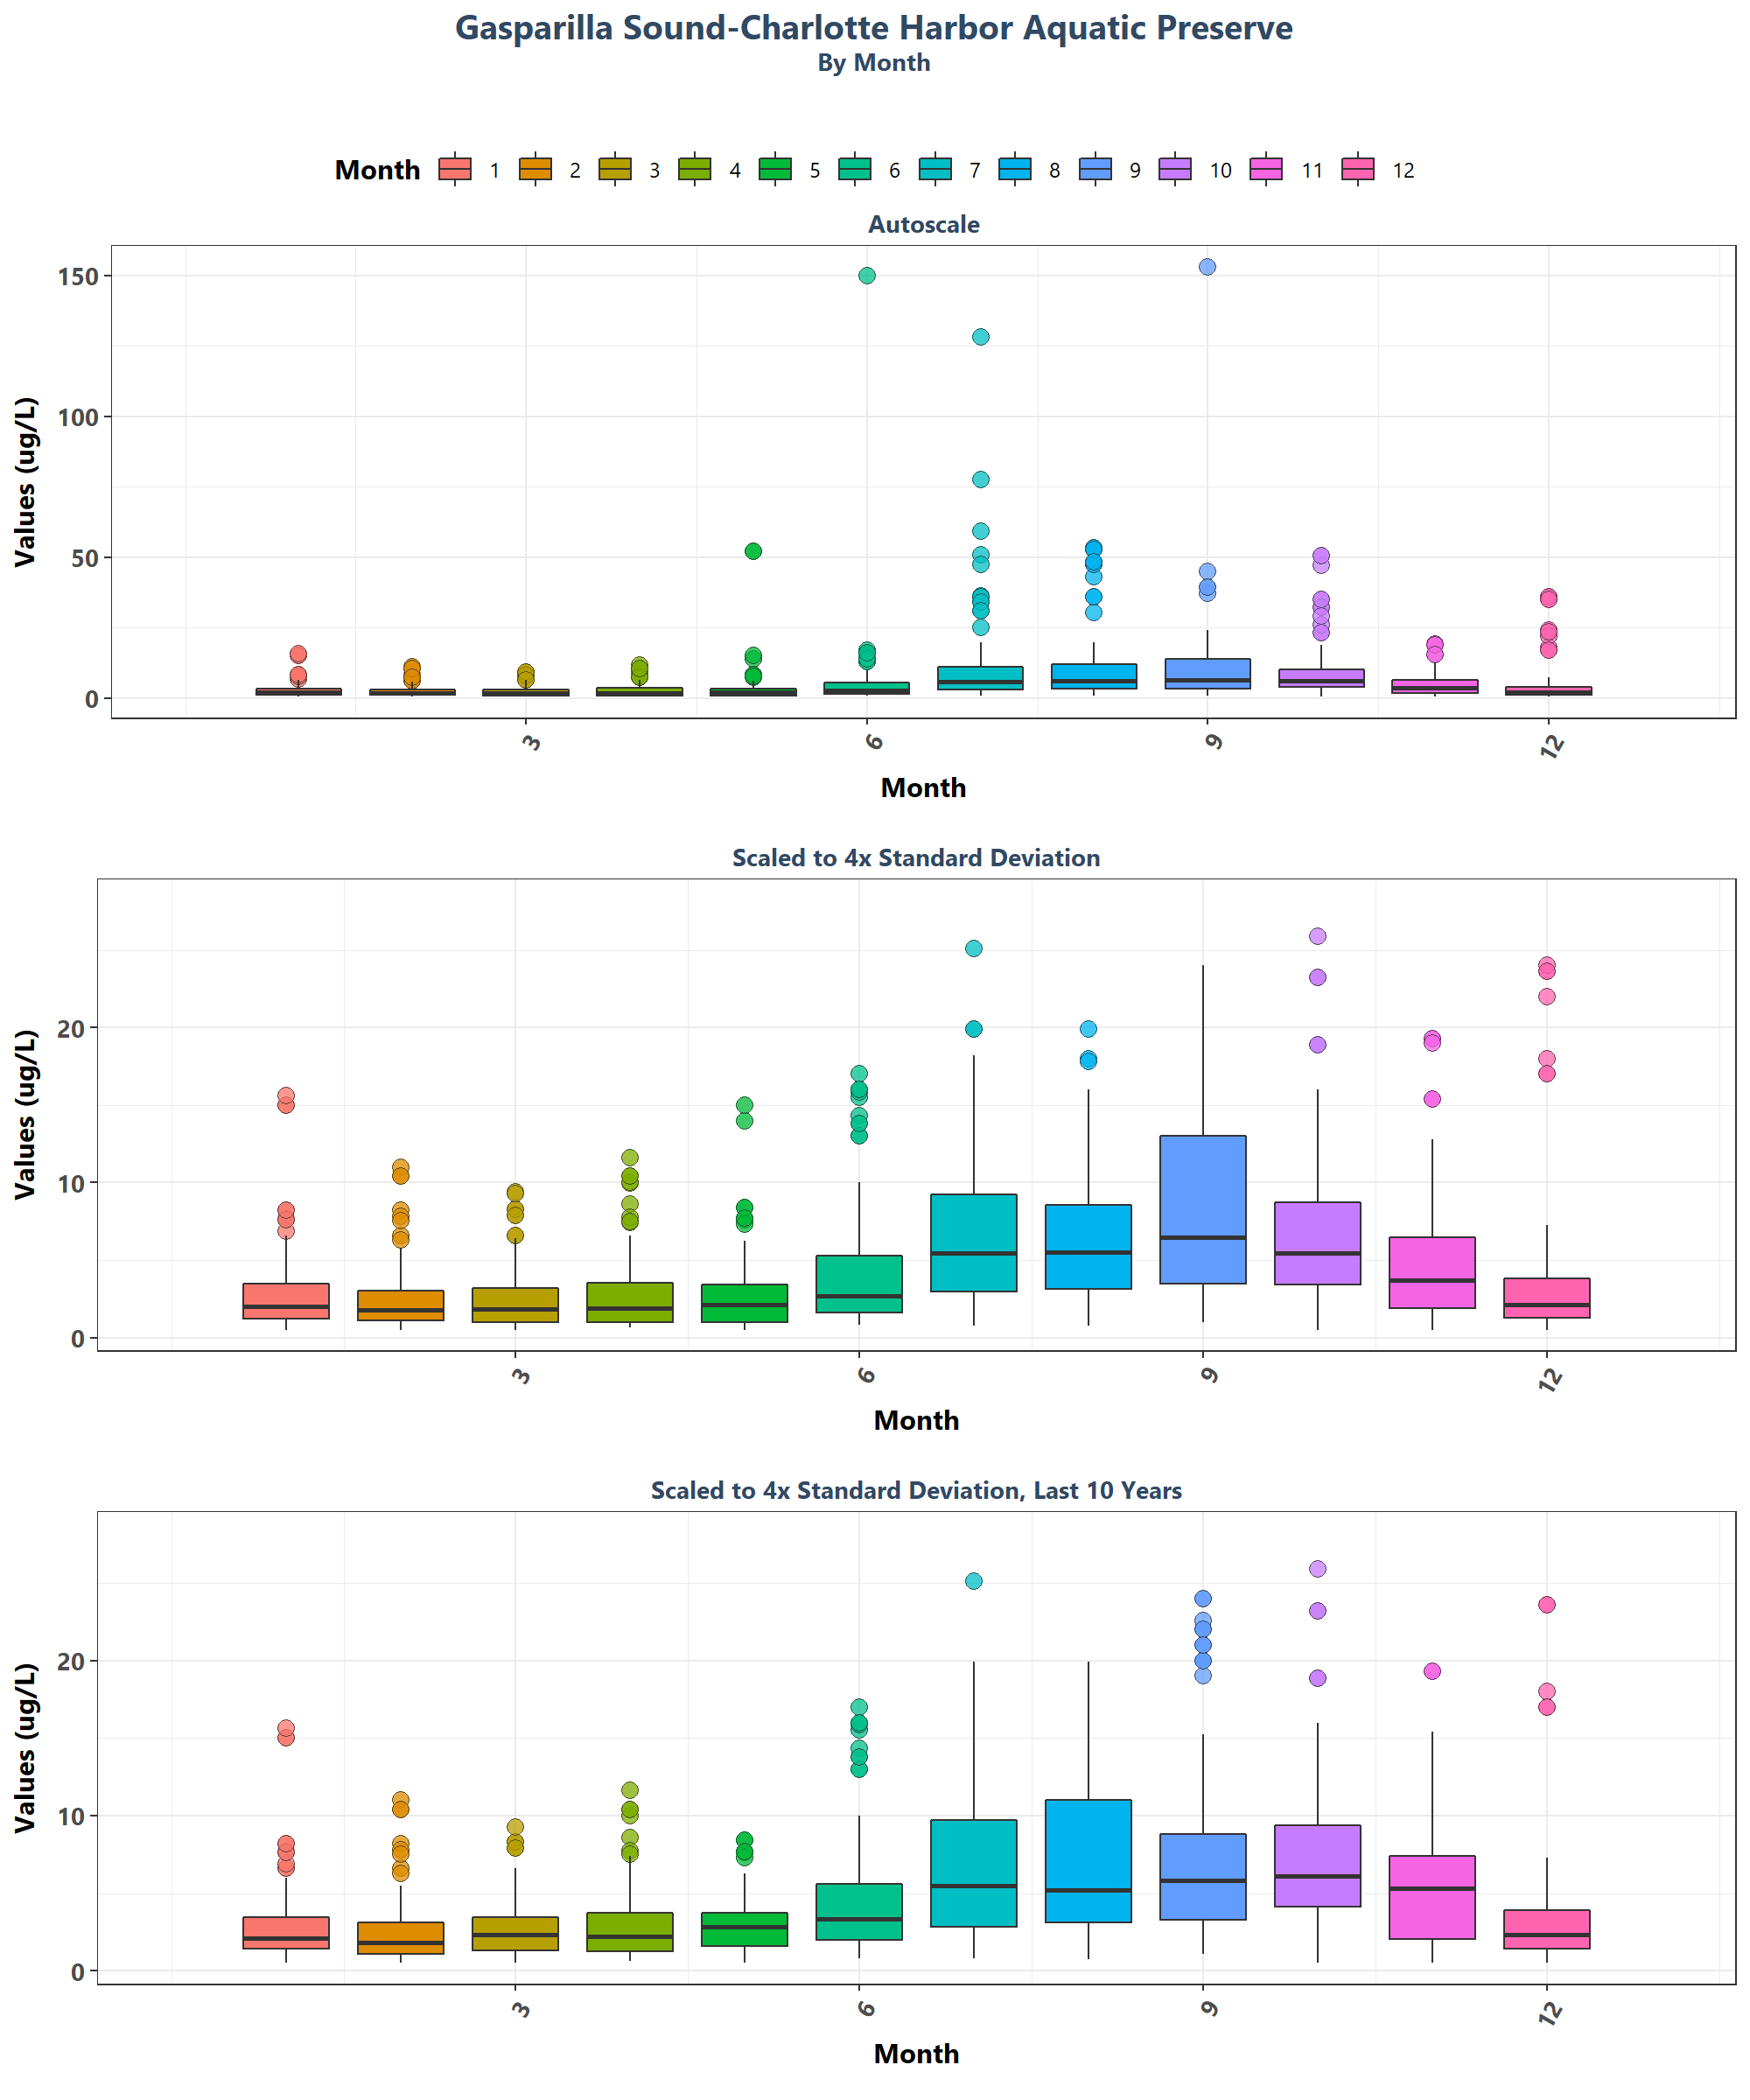 Gasparilla Sound-Charlotte Harbor Aquatic Preserve
By Month
Month 1 2 3 4 5 6 7 8 9 10 11 12
Autoscale
Values (ug/L)
150
100
50
0
3 6 9 12
Month
Scaled to 4x Standard Deviation
Values (ug/L)
20
10
0
3 6 9 12
Month
Scaled to 4x Standard Deviation, Last 10 Years
Values (ug/L)
20
10
0
3 6 9 12
Month